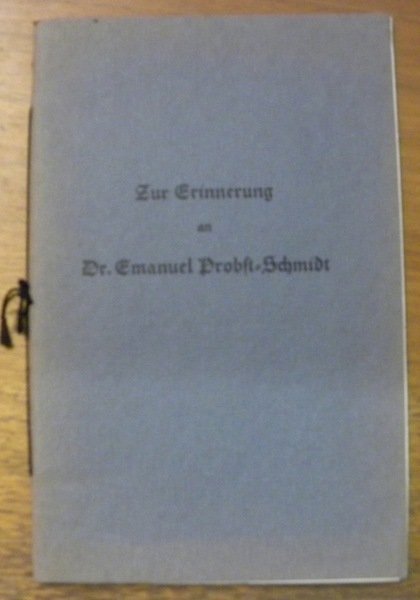 Zur Erinnerung
an
Dr. Emanuel Probst-Schmidt